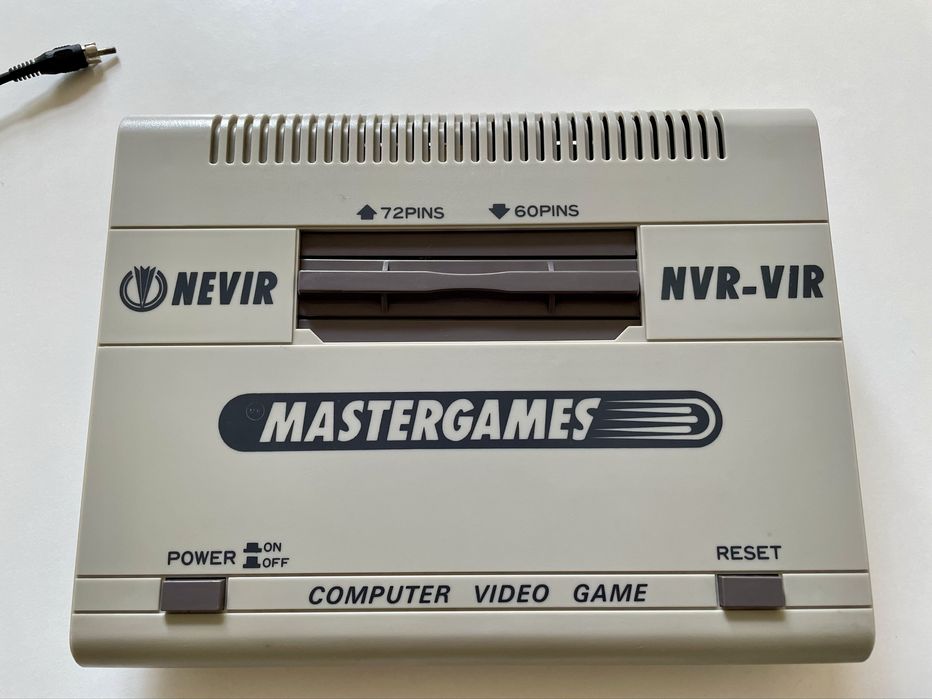 72PINS 60PINS
NEVIR
NVR-VIR
MASTERGAMES
POWER ON
OFF
RESET
COMPUTER VIDEO GAME